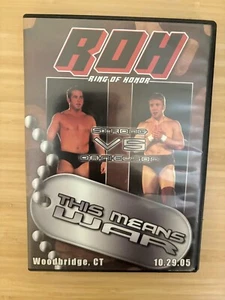 ROH
RING OF HONOR
VS
THIS MEANS
WAR
Woodbridge, CT
10.29.05